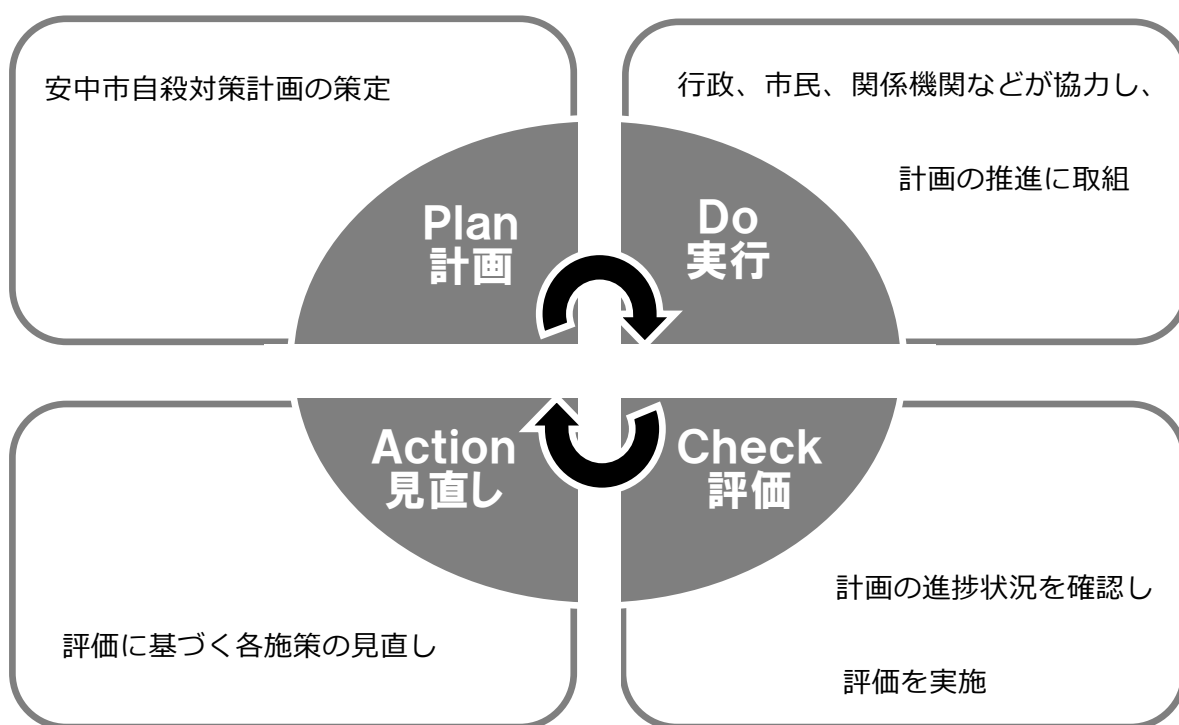 安中市自殺対策計画の策定
行政、市民、関係機関などが協力し、
計画の推進に取組
Plan
計画
Do
実行
Action
見直し
Check
評価
評価に基づく各施策の見直し
計画の進捗状況を確認し
評価を実施